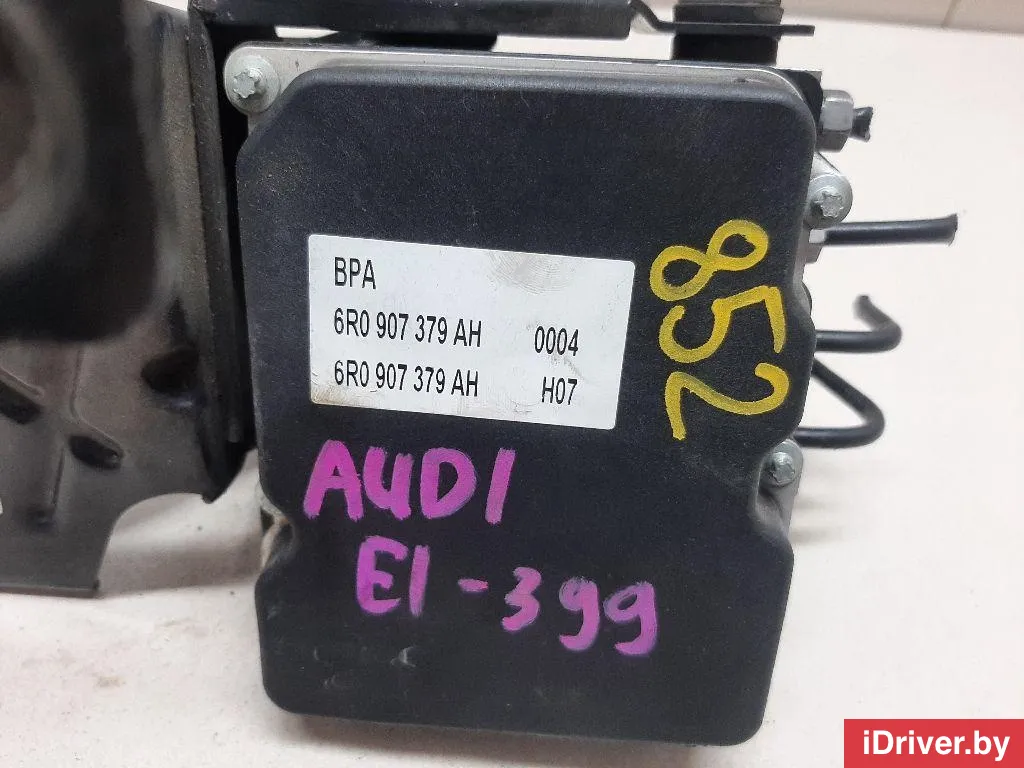 BPA
6R0 907 379 AH 0004
6R0 907 379 AH H07
852
AUDI
E1-399
iDriver.by